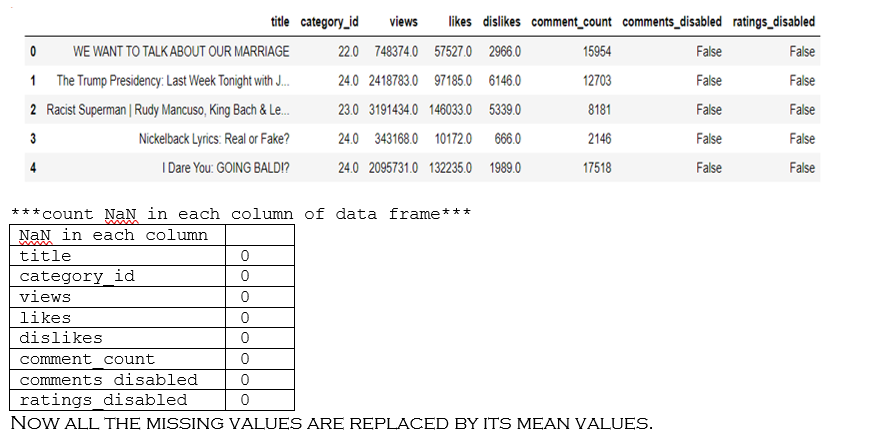 title category_id views likes dislikes comment_count comments_disabled ratings_disabled
0 WE WANT TO TALK ABOUT OUR MARRIAGE 22.0 748374.0 57527.0 2966.0 15954 False False
1 The Trump Presidency: Last Week Tonight with J... 24.0 2418783.0 97185.0 6146.0 12703 False False
2 Racist Superman | Rudy Mancuso, King Bach & Le... 23.0 3191434.0 146033.0 5339.0 8181 False False
3 Nickelback Lyrics: Real or Fake? 24.0 343168.0 10172.0 666.0 2146 False False
4 I Dare You: GOING BALD!? 24.0 2095731.0 132235.0 1989.0 17518 False False
***count NaN in each column of data frame***
NaN in each column
title 0
category_id 0
views 0
likes 0
dislikes 0
comment_count 0
comments disabled 0
ratings_disabled 0
NOW ALL THE MISSING VALUES ARE REPLACED BY ITS MEAN VALUES.